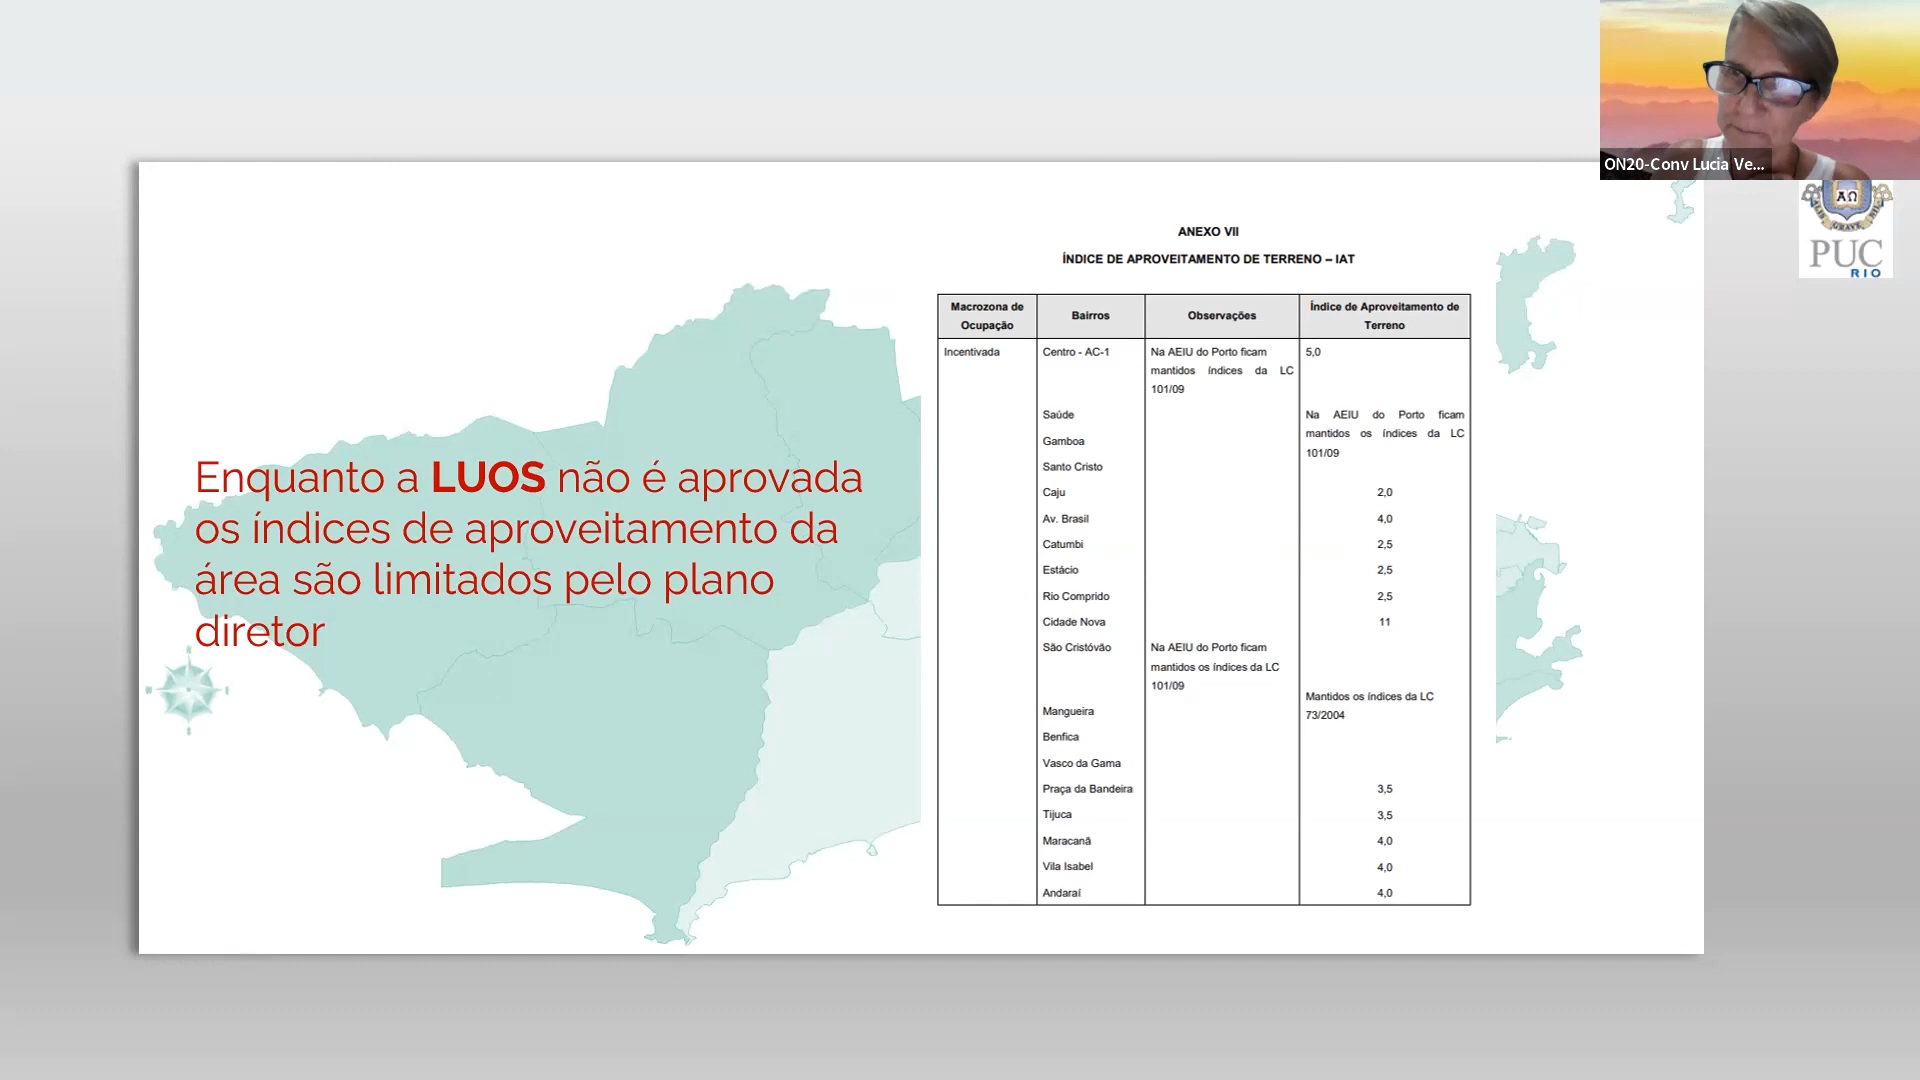 ON20-Conv Lucia Ve...
ΑΩ
GRAVE
PUC
RIO
Enquanto a LUOS não é aprovada
os índices de aproveitamento da
área são limitados pelo plano
diretor
ANEXO VII
ÍNDICE DE APROVEITAMENTO DE TERRENO – IAT
Macrozona de
Ocupação
Bairros
Observações
Índice de Aproveitamento de
Terreno
Incentivada
Centro - AC-1
Na AEIU do Porto ficam
mantidos índices da LC
101/09
5,0
Saúde
Na AEIU do Porto ficam
mantidos os índices da LC
101/09
Gamboa
Santo Cristo
Caju 2,0
Av. Brasil 4,0
Catumbi 2,5
Estácio 2,5
Rio Comprido 2,5
Cidade Nova 11
São Cristóvão
Na AEIU do Porto ficam
mantidos os índices da LC
101/09
Mantidos os índices da LC
73/2004
Mangueira
Benfica
Vasco da Gama
Praça da Bandeira 3,5
Tijuca 3,5
Maracanã 4,0
Vila Isabel 4,0
Andaraí 4,0